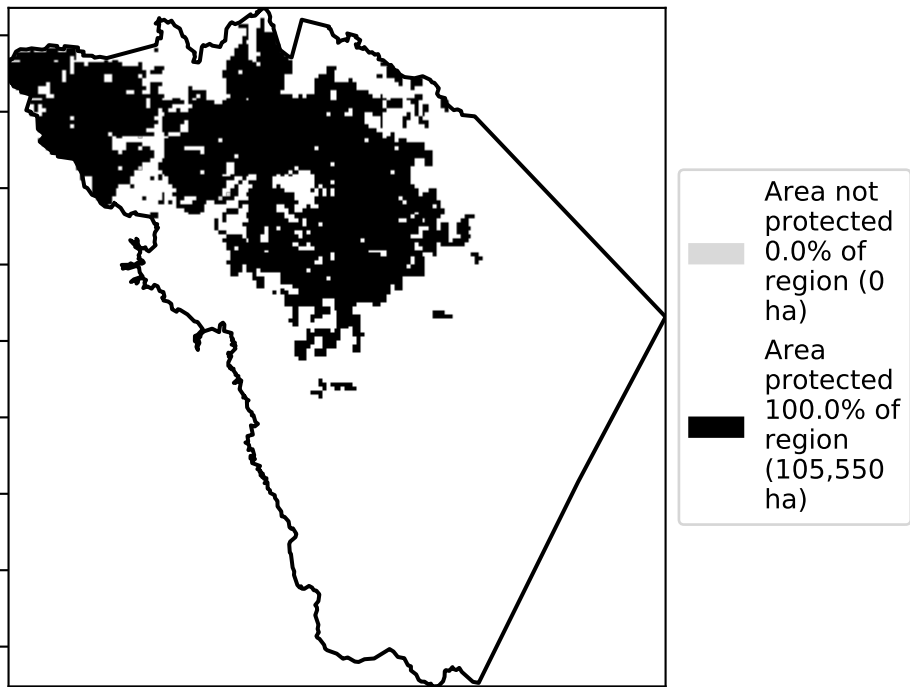 Area not
protected
0.0% of
region (0
ha)
Area
protected
100.0% of
region
(105,550
ha)